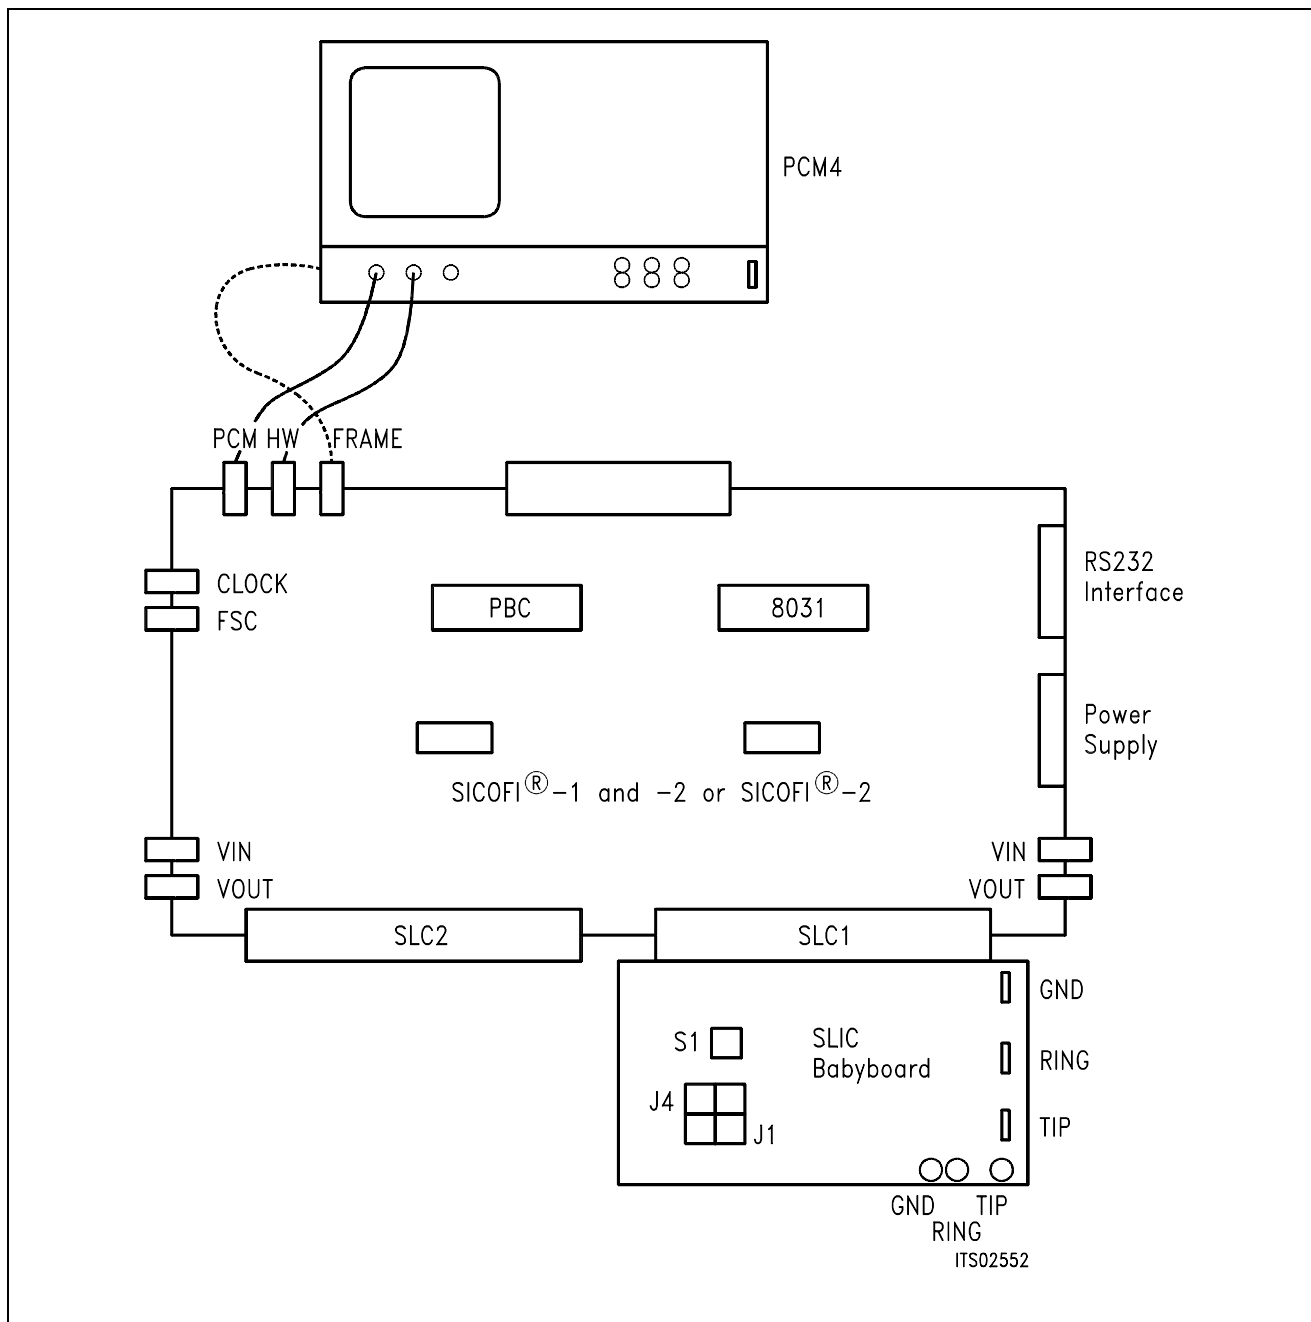 PCM4
PCM HW FRAME
CLOCK
FSC
PBC
8031
RS232
Interface
Power
Supply
SICOFI®-1 and -2 or SICOFI®-2
VIN
VOUT
VIN
VOUT
SLC2
SLC1
GND
S1
SLIC
Babyboard
RING
J4
J1
TIP
GND TIP
RING
ITS02552